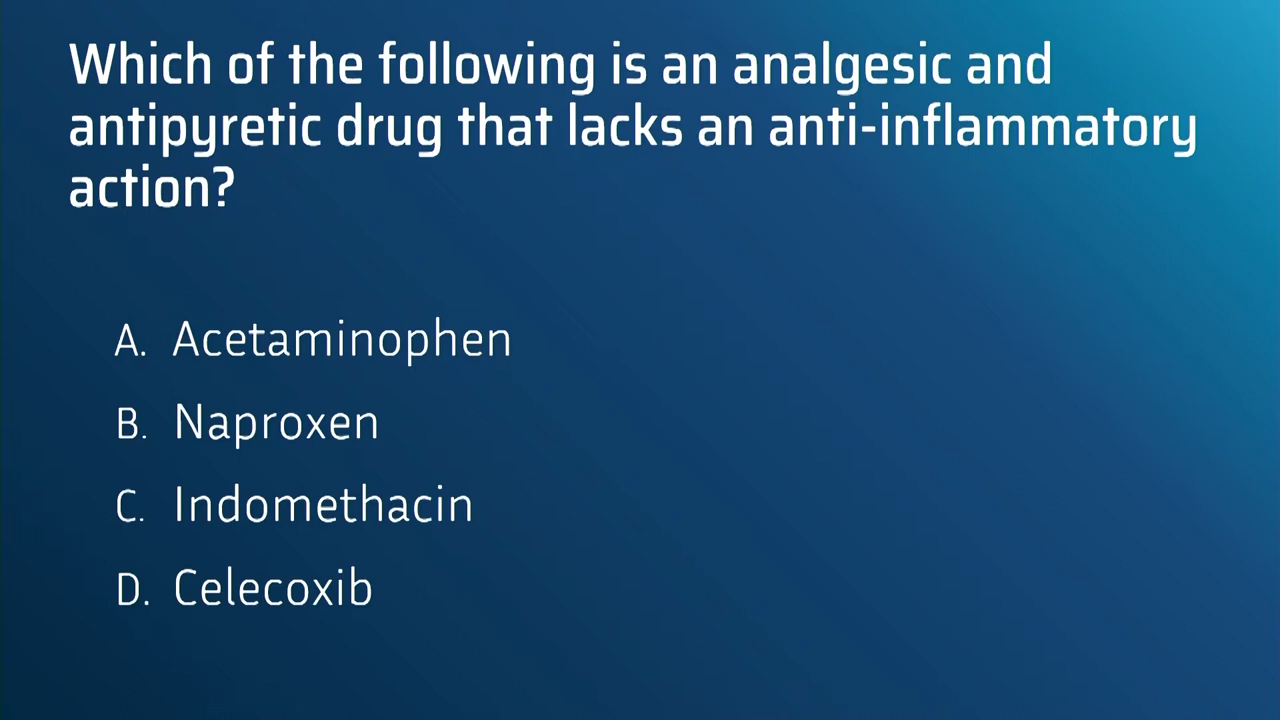 Which of the following is an analgesic and
antipyretic drug that lacks an anti-inflammatory
action?
A. Acetaminophen
B. Naproxen
C. Indomethacin
D. Celecoxib